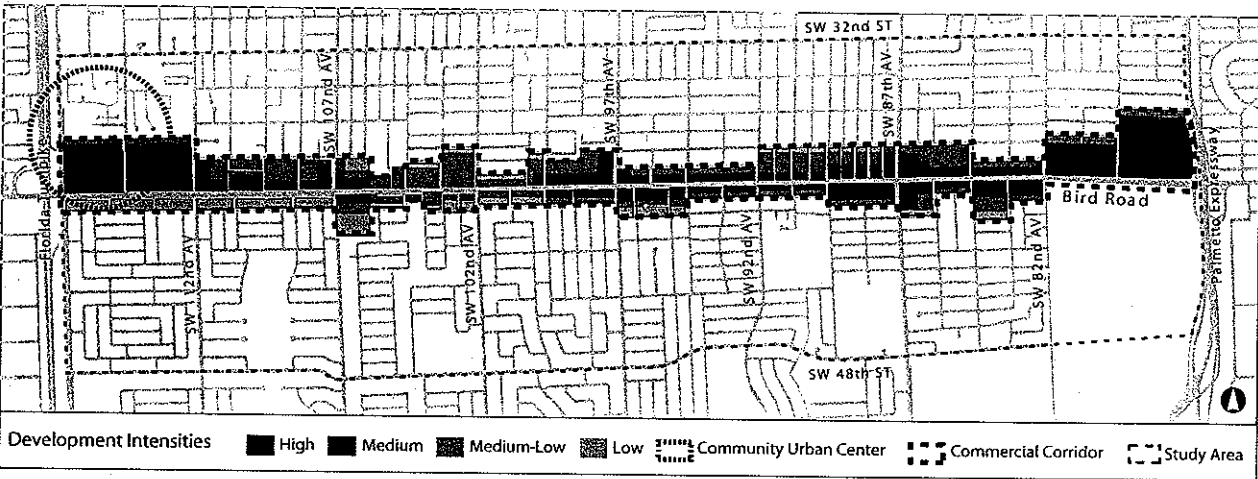 SW 32nd ST
SW 107nd AV
SW 97th AV
SW 87th AV
Florida Turnpike
SW 112nd AV
SW 102nd AV
SW 92nd AV
SW 82nd AV
Bird Road
Palmetto Expressway
SW 48th ST
Development Intensities
High
Medium
Medium-Low
Low
Community Urban Center
Commercial Corridor
Study Area